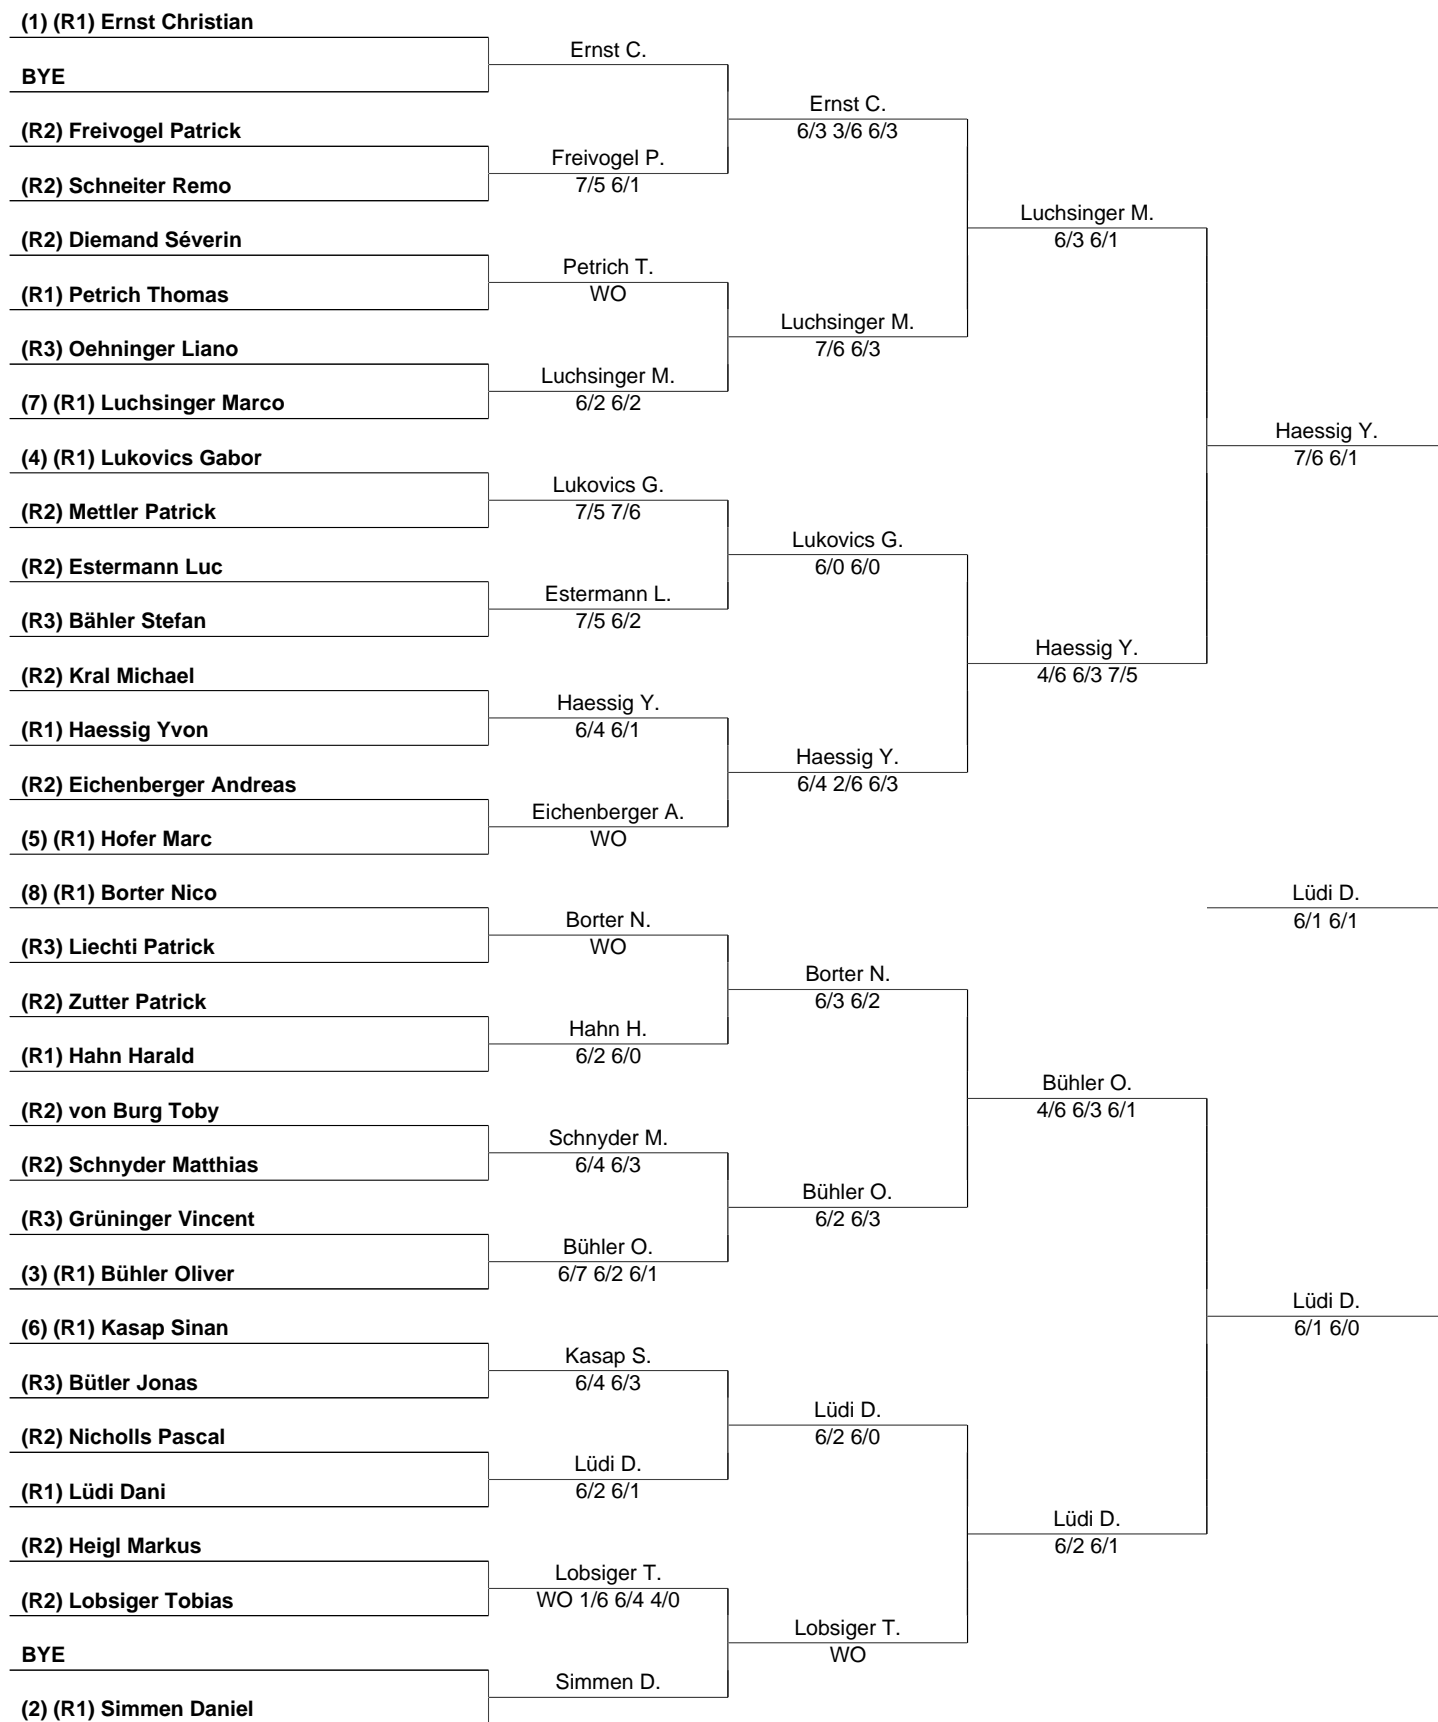 (1) (R1) Ernst Christian
BYE
(R2) Freivogel Patrick
(R2) Schneiter Remo
(R2) Diemand Séverin
(R1) Petrich Thomas
(R3) Oehninger Liano
(7) (R1) Luchsinger Marco
(4) (R1) Lukovics Gabor
(R2) Mettler Patrick
(R2) Estermann Luc
(R3) Bähler Stefan
(R2) Kral Michael
(R1) Haessig Yvon
(R2) Eichenberger Andreas
(5) (R1) Hofer Marc
(8) (R1) Borter Nico
(R3) Liechti Patrick
(R2) Zutter Patrick
(R1) Hahn Harald
(R2) von Burg Toby
(R2) Schnyder Matthias
(R3) Grüninger Vincent
(3) (R1) Bühler Oliver
(6) (R1) Kasap Sinan
(R3) Bütler Jonas
(R2) Nicholls Pascal
(R1) Lüdi Dani
(R2) Heigl Markus
(R2) Lobsiger Tobias
BYE
(2) (R1) Simmen Daniel
Ernst C.
Freivogel P.
7/5 6/1
Petrich T.
WO
Luchsinger M.
6/2 6/2
Lukovics G.
7/5 7/6
Estermann L.
7/5 6/2
Haessig Y.
6/4 6/1
Eichenberger A.
WO
Borter N.
WO
Hahn H.
6/2 6/0
Schnyder M.
6/4 6/3
Bühler O.
6/7 6/2 6/1
Kasap S.
6/4 6/3
Lüdi D.
6/2 6/1
Lobsiger T.
WO 1/6 6/4 4/0
Simmen D.
Ernst C.
6/3 3/6 6/3
Luchsinger M.
7/6 6/3
Lukovics G.
6/0 6/0
Haessig Y.
6/4 2/6 6/3
Borter N.
6/3 6/2
Bühler O.
6/2 6/3
Lüdi D.
6/2 6/0
Lobsiger T.
WO
Luchsinger M.
6/3 6/1
Haessig Y.
4/6 6/3 7/5
Bühler O.
4/6 6/3 6/1
Lüdi D.
6/2 6/1
Haessig Y.
7/6 6/1
Lüdi D.
6/1 6/1
Lüdi D.
6/1 6/0